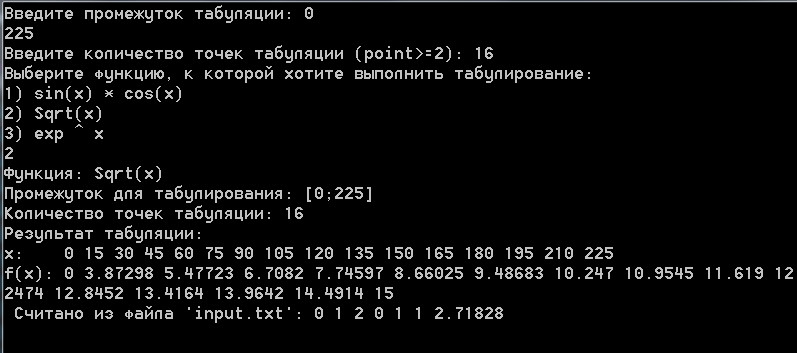 Введите промежуток табуляции: 0
225
Введите количество точек табуляции (point>=2): 16
Выберите функцию, к которой хотите выполнить табулирование:
1) sin(x) * cos(x)
2) Sqrt(x)
3) exp ^ x
2
Функция: Sqrt(x)
Промежуток для табулирования: [0;225]
Количество точек табуляции: 16
Результат табуляции:
x:    0 15 30 45 60 75 90 105 120 135 150 165 180 195 210 225
f(x): 0 3.87298 5.47723 6.7082 7.74597 8.66025 9.48683 10.247 10.9545 11.619 12
2474 12.8452 13.4164 13.9642 14.4914 15
Считано из файла 'input.txt': 0 1 2 0 1 1 2.71828